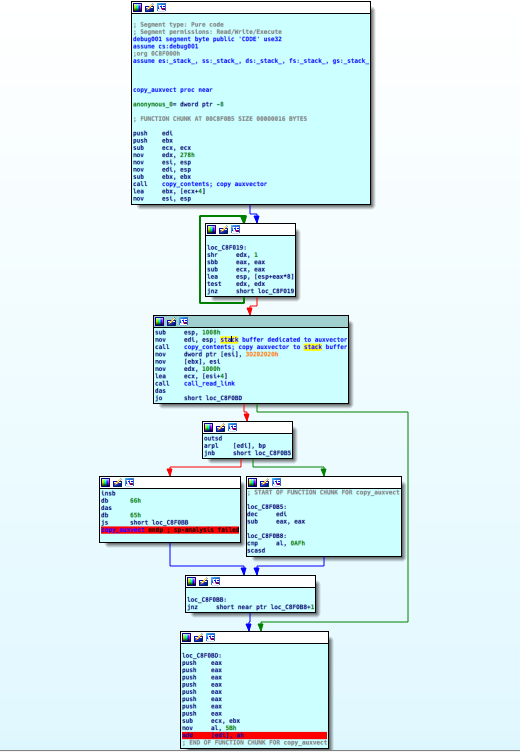 ; Segment type: Pure code
; Segment permissions: Read/Write/Execute
debug001 segment byte public 'CODE' use32
assume cs:debug001
;org 0C8F000h
assume es:_stack_, ss:_stack_, ds:_stack_, fs:_stack_, gs:_stack_
copy_auxvect proc near
anonymous_0= dword ptr -8
; FUNCTION CHUNK AT 00C8F0B5 SIZE 00000016 BYTES
push edi
push ebx
sub ecx, ecx
mov edx, 278h
mov esi, esp
mov edi, esp
sub ebx, ebx
call copy_contents; copy auxvector
lea ebx, [ecx+4]
mov esi, esp
loc_C8F019:
shr edx, 1
sbb eax, eax
sub ecx, eax
lea esp, [esp+eax*8]
test edx, edx
jnz short loc_C8F019
sub esp, 1008h
mov edi, esp; stack buffer dedicated to auxvector
call copy_contents; copy auxvector to stack buffer
mov dword ptr [esi], 30202020h
mov [ebx], esi
mov edx, 1000h
lea ecx, [esi+4]
call call_read_link
das
jo short loc_C8F0BD
outsd
arpl [edi], bp
jnb short loc_C8F0B5
insb
db 66h
das
db 65h
js short loc_C8F0BB
copy_auxvect endp ; sp-analysis failed
; START OF FUNCTION CHUNK FOR copy_auxvect
loc_C8F0B5:
dec edi
sub eax, eax
loc_C8F0B8:
cmp al, 0AFh
scasd
loc_C8F0BB:
jnz short near ptr loc_C8F0B8+1
loc_C8F0BD:
push eax
push eax
push eax
push eax
push eax
push eax
push eax
push eax
sub ecx, ebx
mov al, 5Bh
; END OF FUNCTION CHUNK FOR copy_auxvect